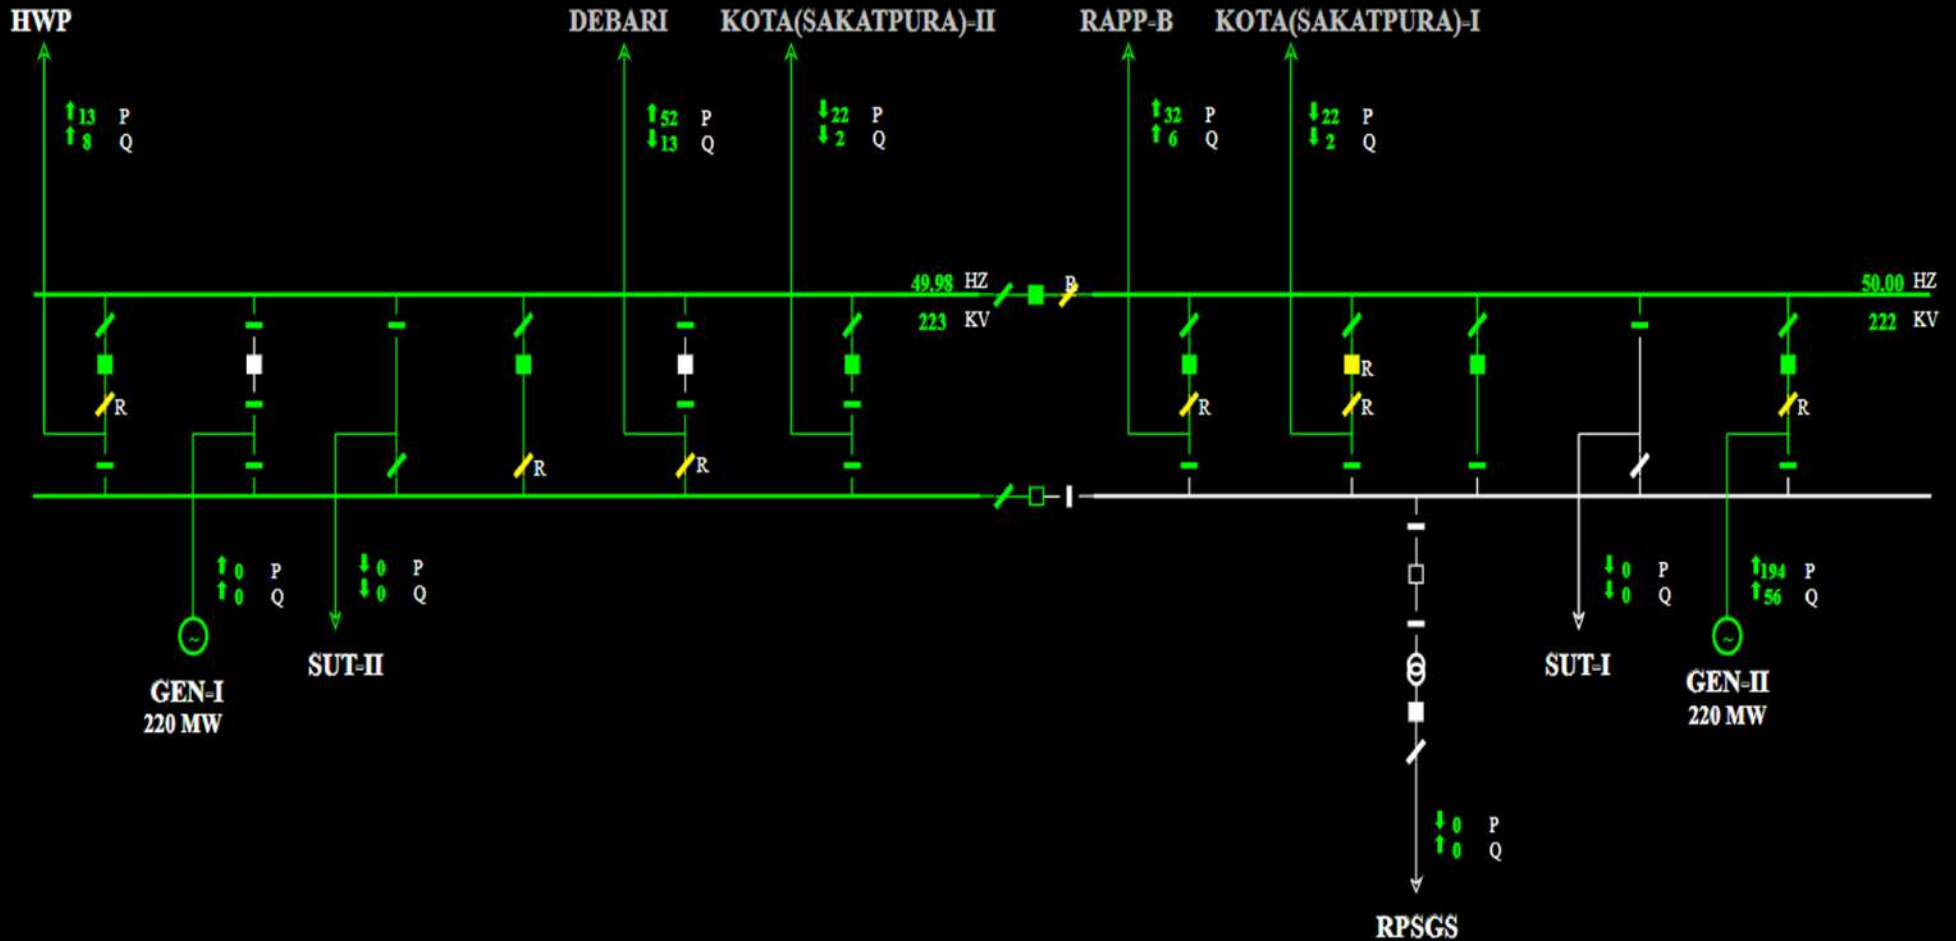 HWP DEBARI KOTA(SAKATPURA)-II RAPP-B KOTA(SAKATPURA)-I
↑13 P
↑8 Q
↑52 P
↓13 Q
↓22 P
↓2 Q
↑32 P
↑6 Q
↓22 P
↓2 Q
49.98 HZ
223 KV
R
50.00 HZ
222 KV
R
R
R
R
R
R
R
R
↑0 P
↑0 Q
↓0 P
↓0 Q
↓0 P
↓0 Q
↑194 P
↑56 Q
~
~
GEN-I
220 MW
SUT-II
SUT-I
GEN-II
220 MW
↓0 P
↑0 Q
RPSGS